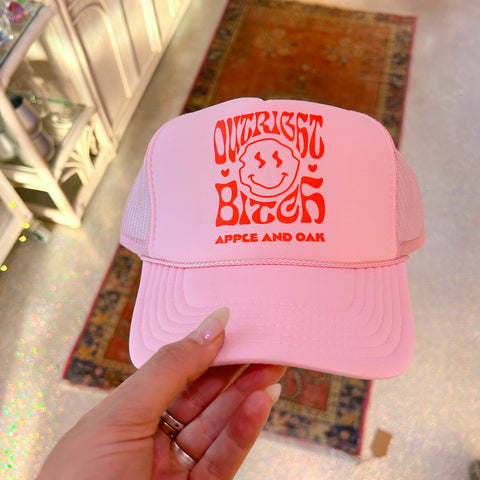 OUTRIGHT
BITCH
APPLE AND OAK